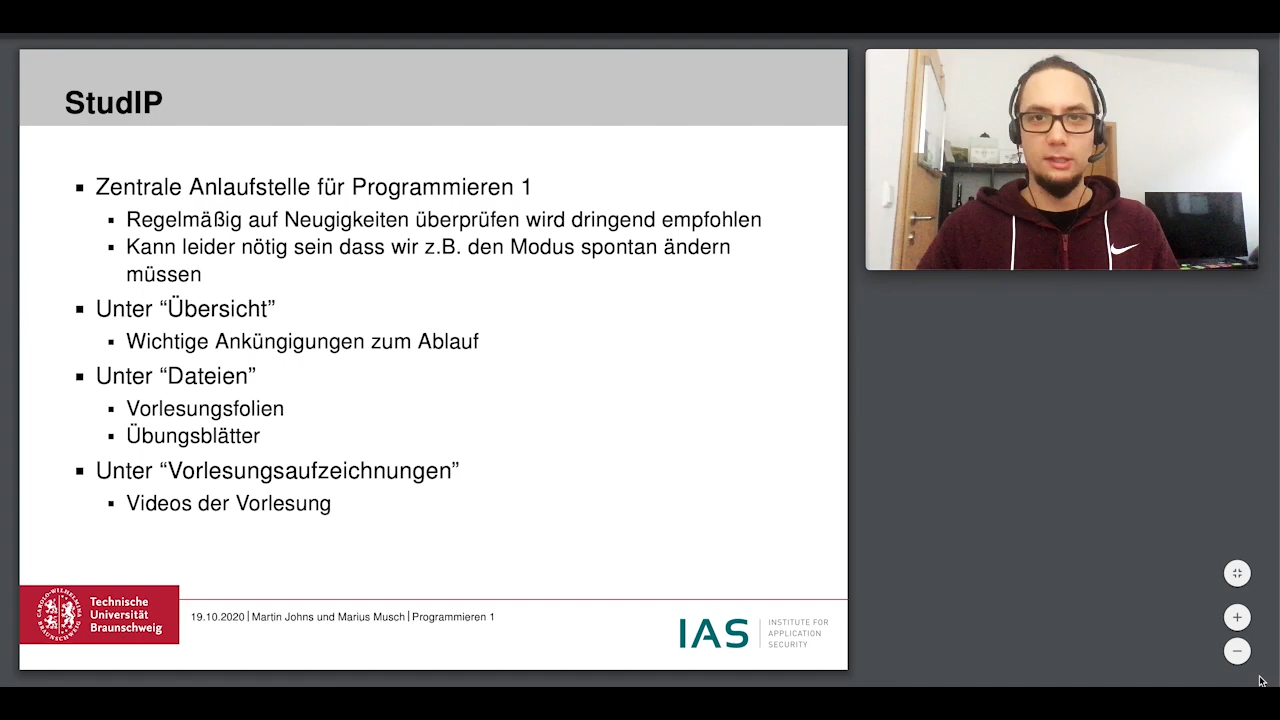 StudIP
▪ Zentrale Anlaufstelle für Programmieren 1
▪ Regelmäßig auf Neugigkeiten überprüfen wird dringend empfohlen
▪ Kann leider nötig sein dass wir z.B. den Modus spontan ändern
müssen
▪ Unter “Übersicht”
▪ Wichtige Anküngigungen zum Ablauf
▪ Unter “Dateien”
▪ Vorlesungsfolien
▪ Übungsblätter
▪ Unter “Vorlesungsaufzeichnungen”
▪ Videos der Vorlesung
Technische
Universität
Braunschweig
19.10.2020 | Martin Johns und Marius Musch | Programmieren 1
IAS
INSTITUTE FOR
APPLICATION
SECURITY